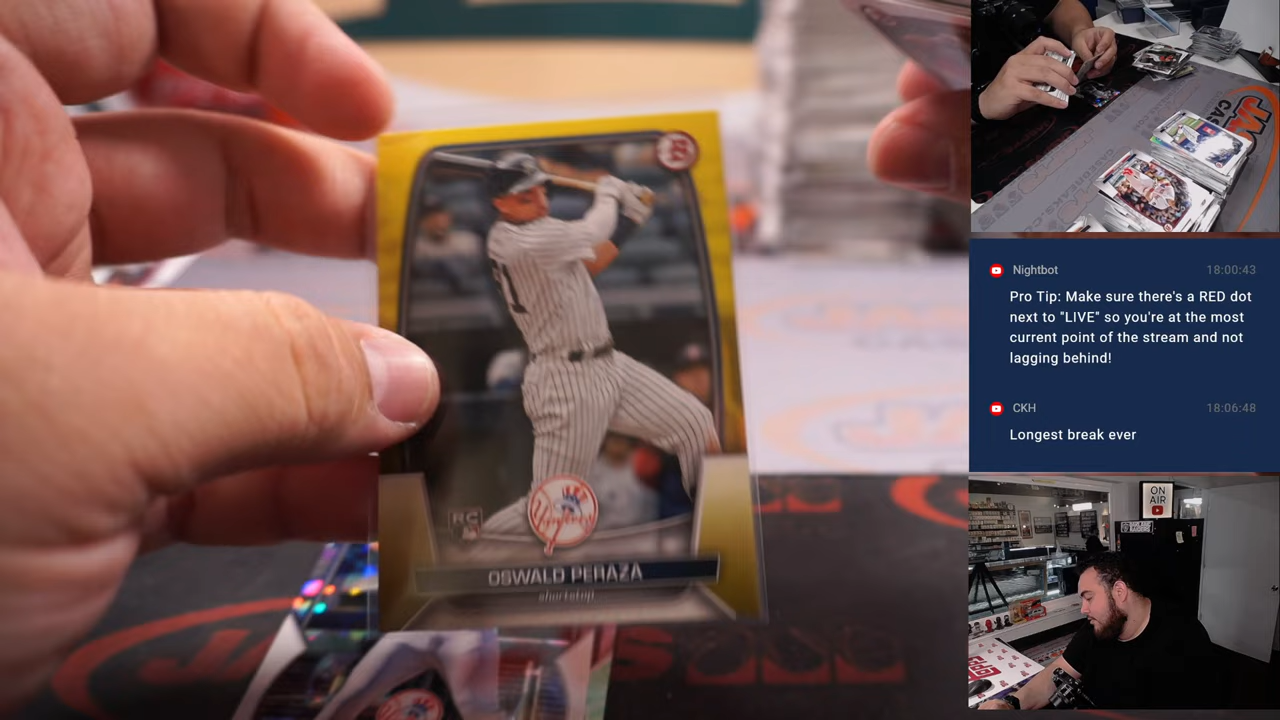 RC
Yankees
OSWALD PERAZA
shortstop
Nightbot
18:00:43
Pro Tip: Make sure there's a RED dot
next to "LIVE" so you're at the most
current point of the stream and not
lagging behind!
CKH
18:06:48
Longest break ever
ON
AIR